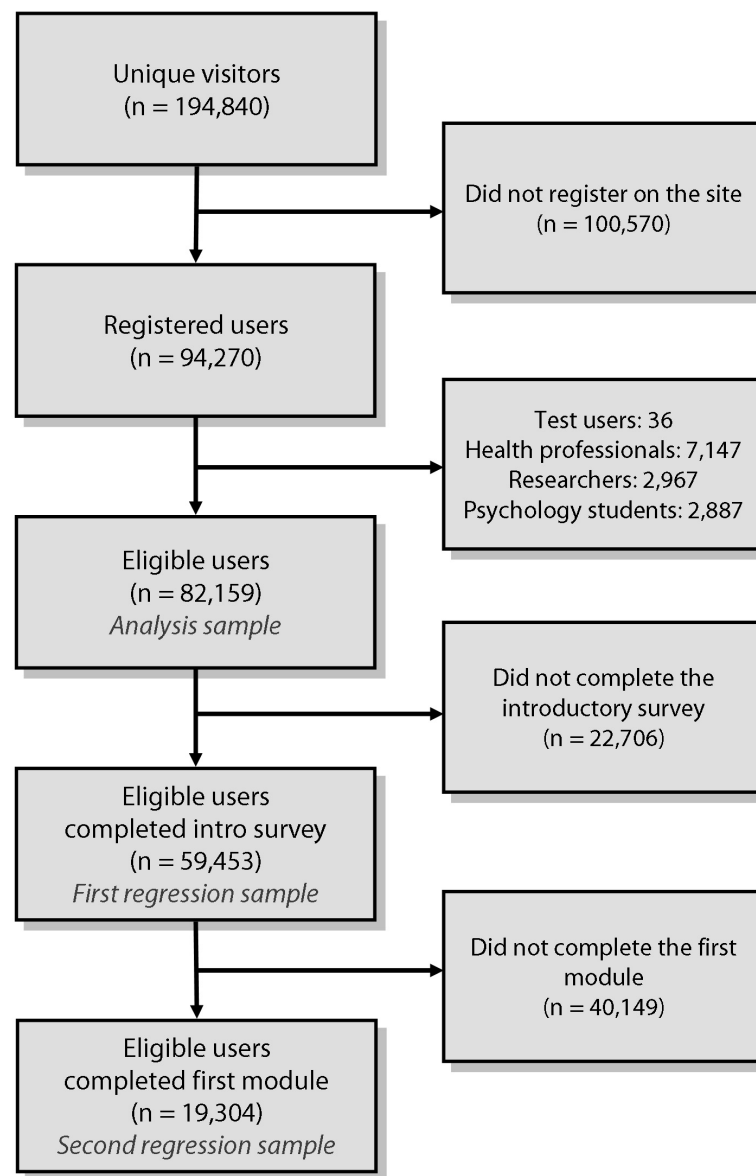 Unique visitors
(n = 194,840)
Did not register on the site
(n = 100,570)
Registered users
(n = 94,270)
Test users: 36
Health professionals: 7,147
Researchers: 2,967
Psychology students: 2,887
Eligible users
(n = 82,159)
Analysis sample
Did not complete the
introductory survey
(n = 22,706)
Eligible users
completed intro survey
(n = 59,453)
First regression sample
Did not complete the first
module
(n = 40,149)
Eligible users
completed first module
(n = 19,304)
Second regression sample